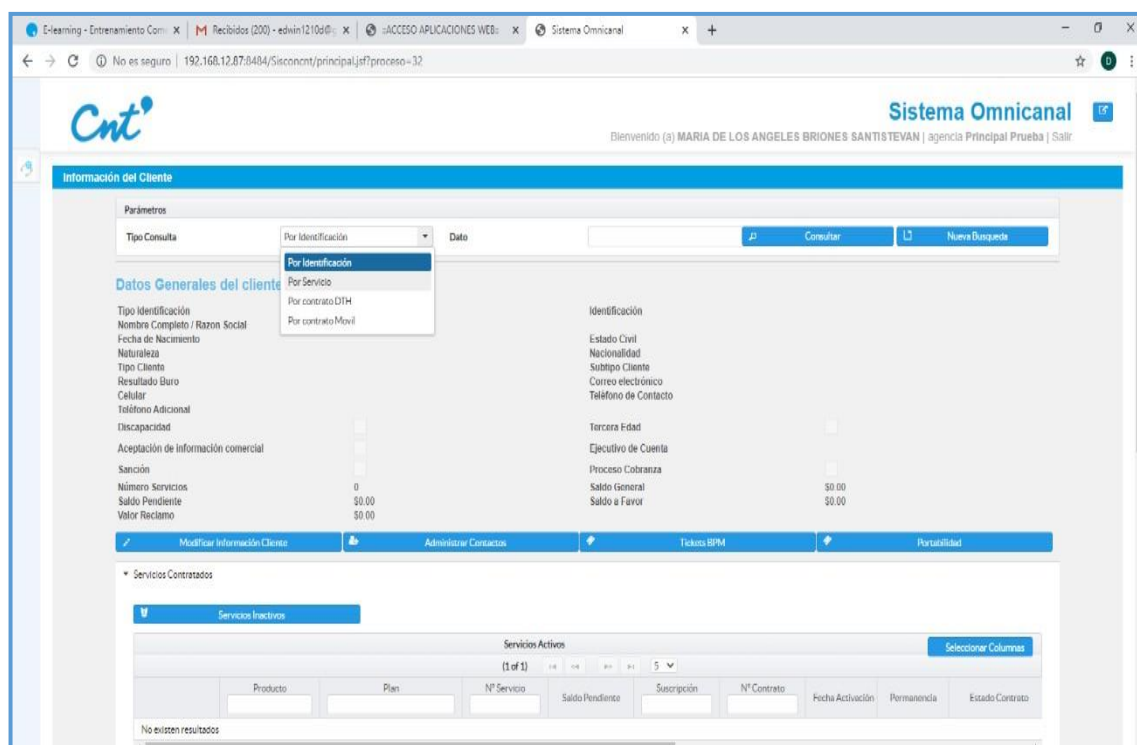 E-learning - Entrenamiento Com
Recibidos (200) - edwin1210d@g
::ACCESO APLICACIONES WEB::
Sistema Omnicanal
No es seguro | 192.168.12.87:8484/Sisconcnt/principal.jsf?proceso=32
D
Cnt
Sistema Omnicanal
Bienvenido (a) MARIA DE LOS ANGELES BRIONES SANTISTEVAN | agencia Principal Prueba | Salir
Información del Cliente
Parámetros
Tipo Consulta Por Identificación Dato Consultar Nueva Busqueda
Por Identificación
Por Servicio
Por contrato DTH
Por contrato Movil
Datos Generales del cliente
Tipo Identificación Identificación
Nombre Completo / Razon Social
Fecha de Nacimiento Estado Civil
Naturaleza Nacionalidad
Tipo Cliente Subtipo Cliente
Resultado Buro Correo electrónico
Celular Teléfono de Contacto
Teléfono Adicional
Discapacidad Tercera Edad
Aceptación de información comercial Ejecutivo de Cuenta
Sanción Proceso Cobranza
Número Servicios 0 Saldo General $0.00
Saldo Pendiente $0.00 Saldo a Favor $0.00
Valor Reclamo $0.00
Modificar Información Cliente Administrar Contactos Tickets BPM Portabilidad
Servicios Contratados
Servicios Inactivos
Servicios Activos Seleccionar Columnas
(1 of 1) 5
Producto Plan N° Servicio Saldo Pendiente Suscripción N° Contrato Fecha Activación Permanencia Estado Contrato
No existen resultados